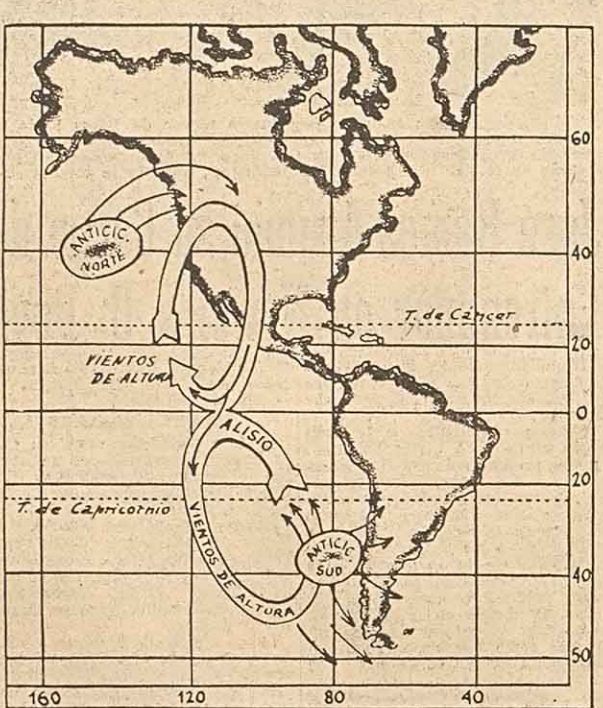 60
ANTICIC.
NORTE
40
T. de Cáncer
20
VIENTOS
DE ALTURA
0
ALISIO
20
T. de Capricornio
VIENTOS DE ALTURA
ANTICIC.
SUD
40
50
160
120
80
40